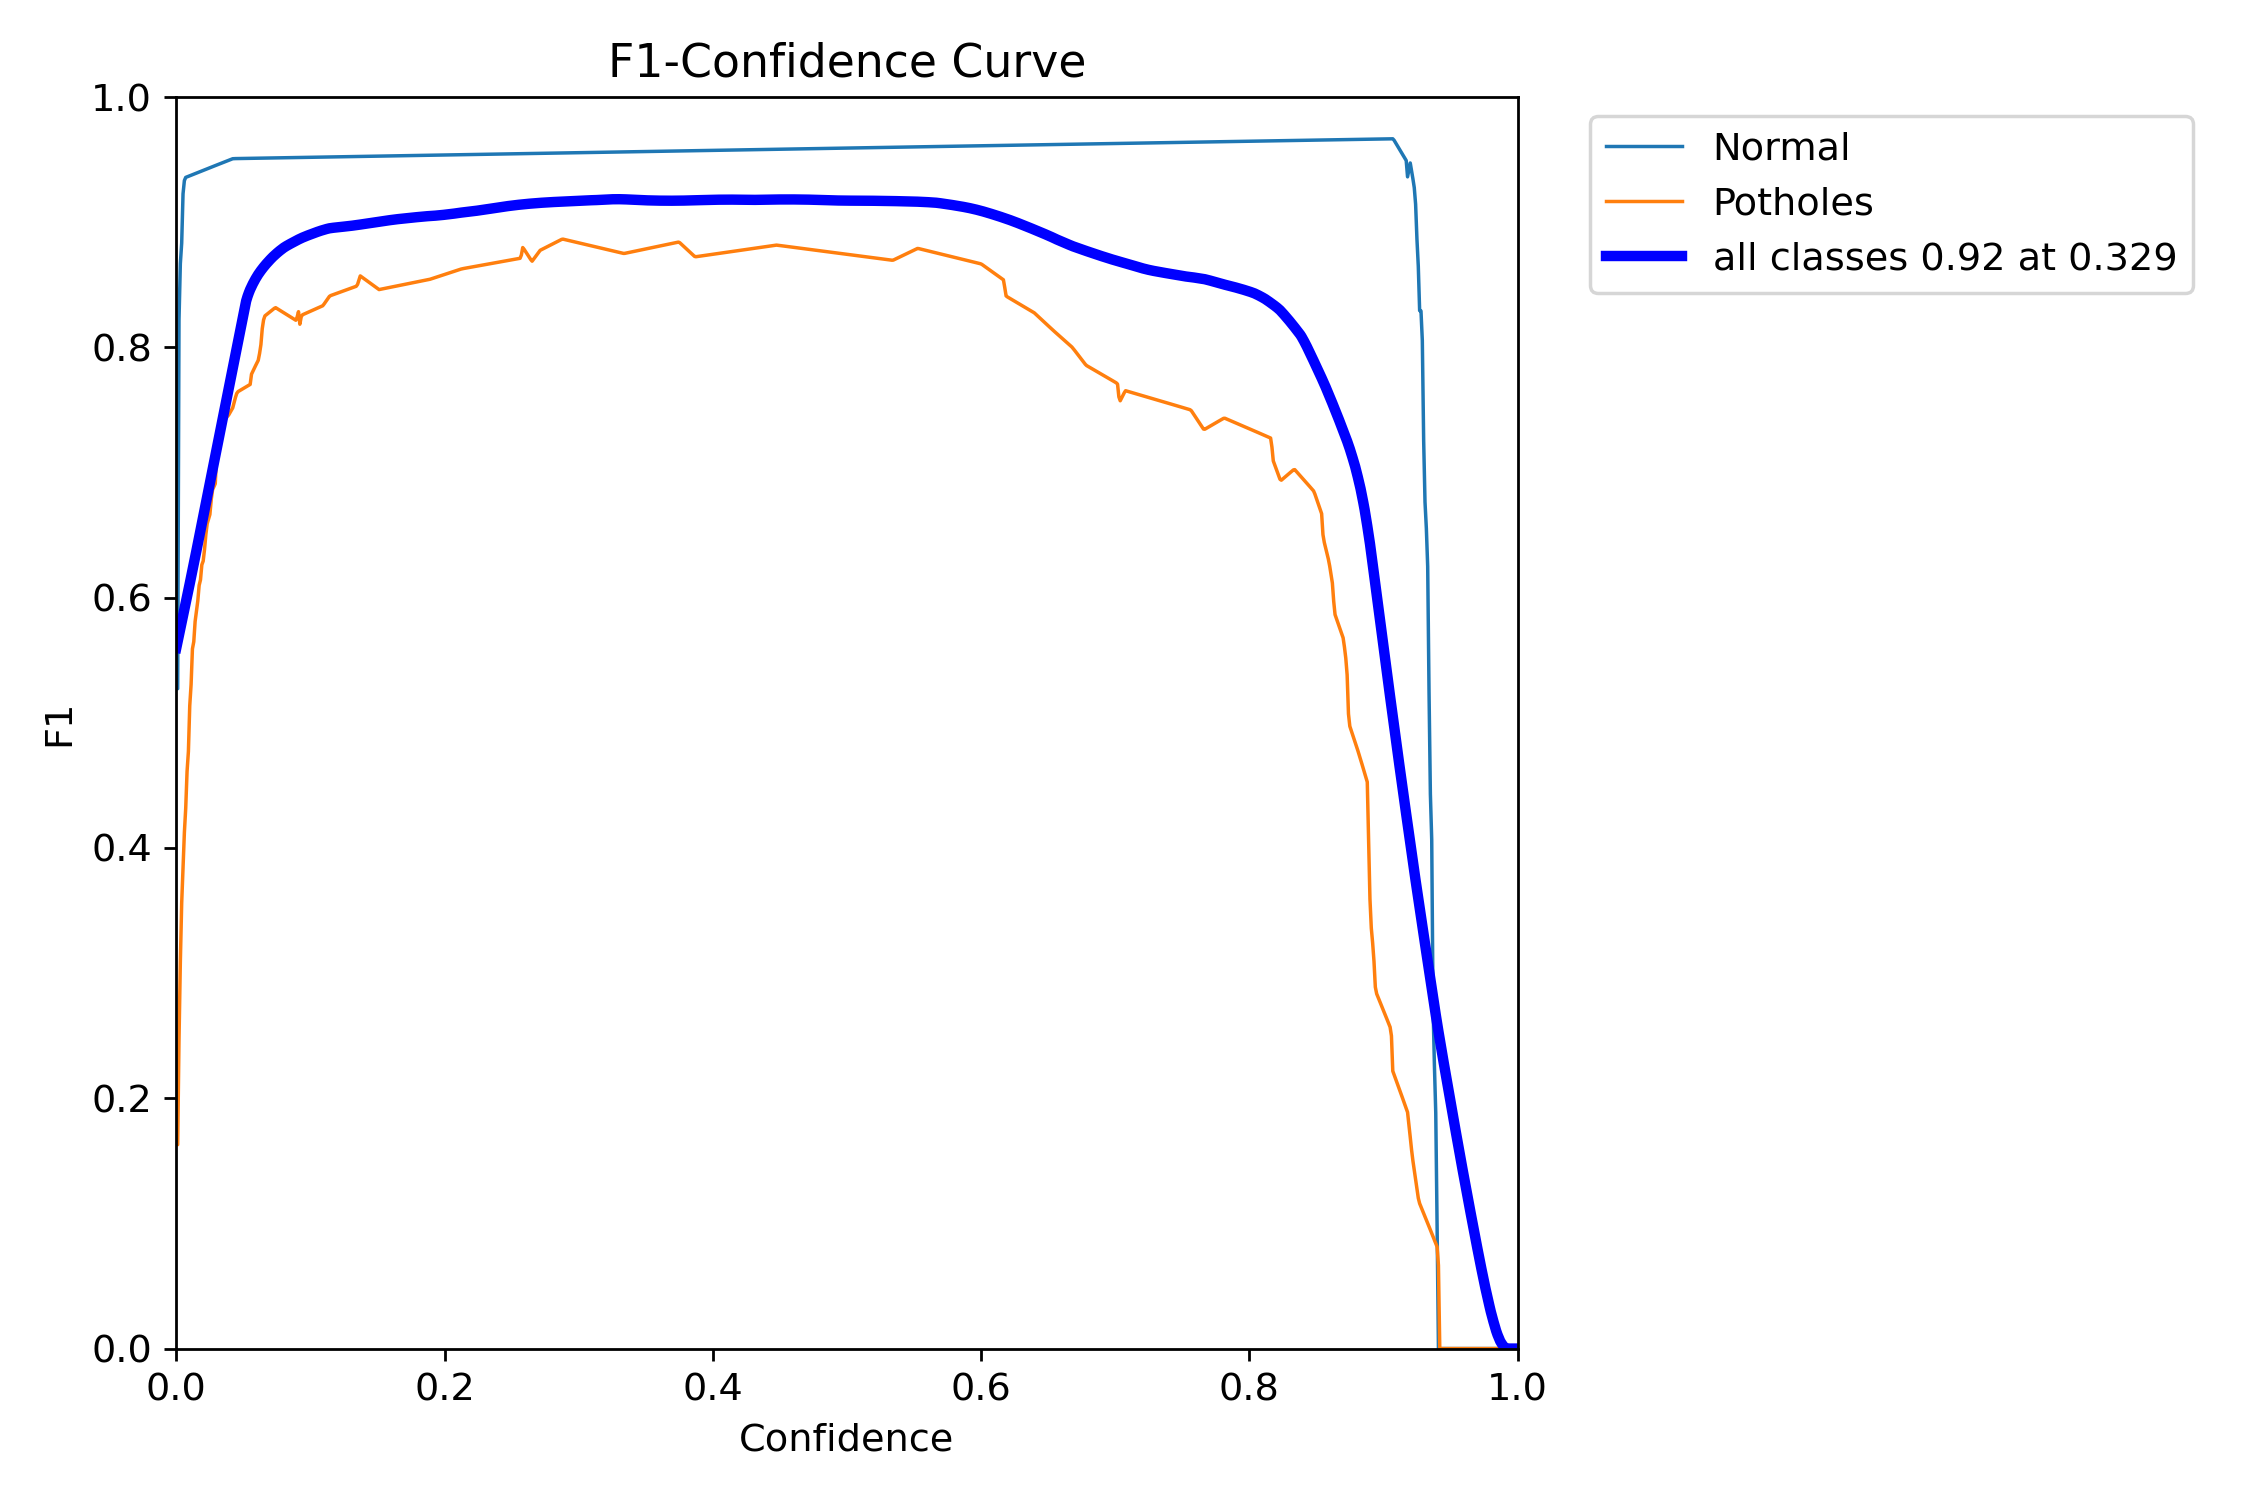 F1-Confidence Curve
1.0
0.8
0.6
0.4
0.2
0.0
F1
0.0 0.2 0.4 0.6 0.8 1.0
Confidence
Normal
Potholes
all classes 0.92 at 0.329